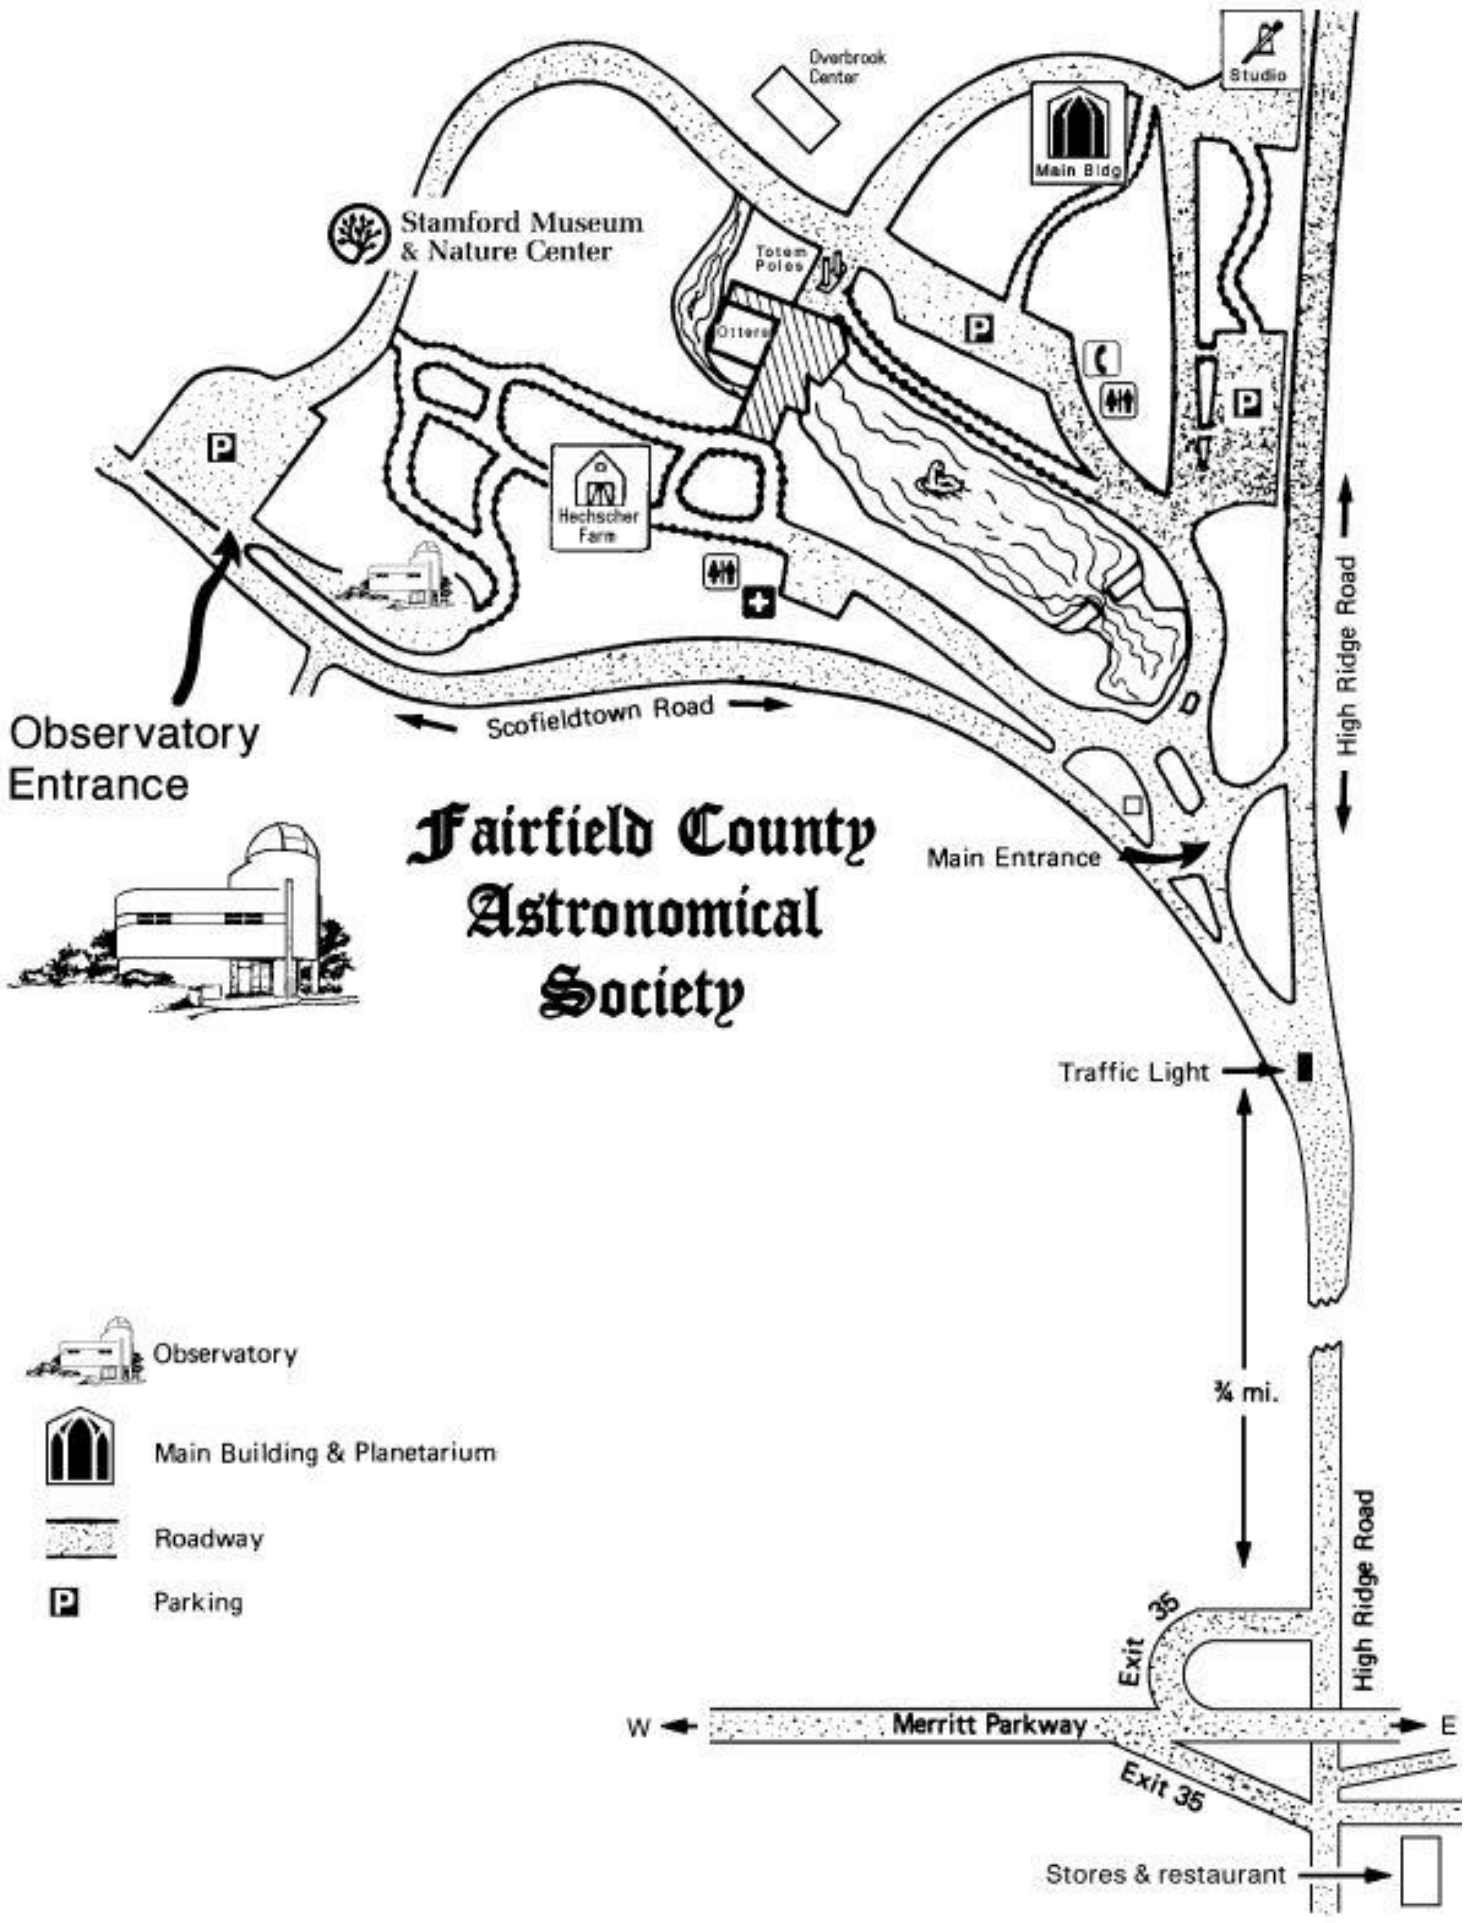 Overbrook
Center
Studio
Main Bldg
Stamford Museum
& Nature Center
Totem
Poles
Otters
P
P
P
Hechscher
Farm
High Ridge Road
Scofieldtown Road
Observatory
Entrance
Fairfield County
Astronomical
Society
Main Entrance
Traffic Light
¾ mi.
Observatory
Main Building & Planetarium
Roadway
P Parking
High Ridge Road
Exit 35
W Merritt Parkway E
Exit 35
Stores & restaurant